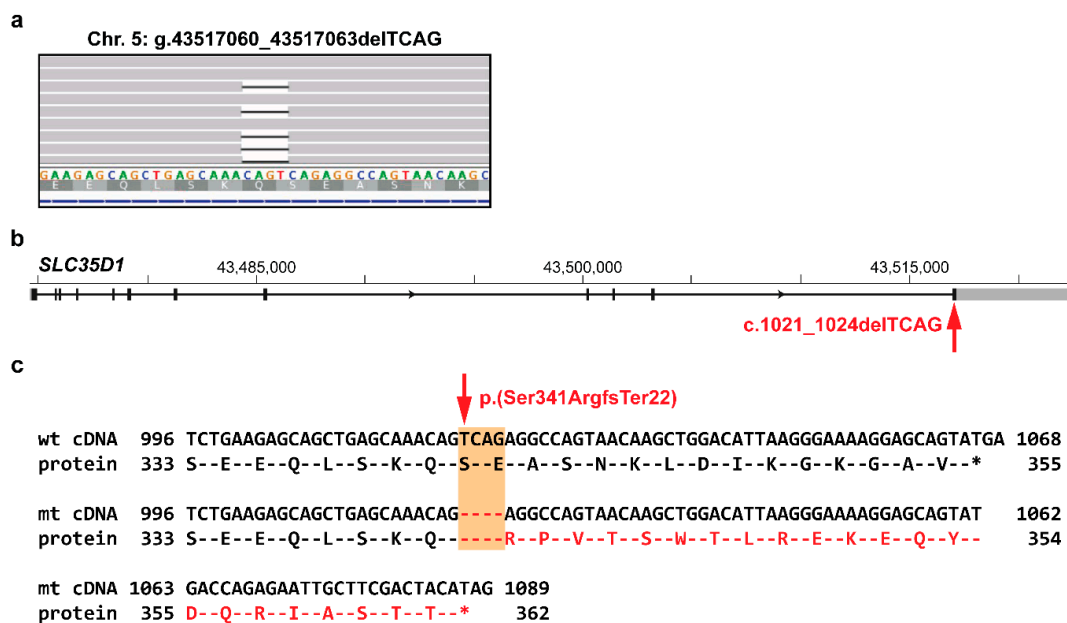 a
Chr. 5: g.43517060_43517063delTCAG
GAAGAGCAGCTGAGCAAACAGTCAGAGGCCAGTAACAAGC
E E Q L S K Q S E A S N K
b
SLC35D1 43,485,000 43,500,000 43,515,000
c.1021_1024delTCAG
c
p.(Ser341ArgfsTer22)
wt cDNA 996 TCTGAAGAGCAGCTGAGCAAACAGTCAGAGGCCAGTAACAAGCTGGACATTAAGGGAAAAGGAGCAGTATGA 1068
protein 333 S--E--E--Q--L--S--K--Q--S--E--A--S--N--K--L--D--I--K--G--K--G--A--V--* 355
mt cDNA 996 TCTGAAGAGCAGCTGAGCAAACAG----AGGCCAGTAACAAGCTGGACATTAAGGGAAAAGGAGCAGTAT 1062
protein 333 S--E--E--Q--L--S--K--Q------R--P--V--T--S--W--T--L--R--E--K--E--Q--Y-- 354
mt cDNA 1063 GACCAGAGAATTGCTTCGACTACATAG 1089
protein 355 D--Q--R--I--A--S--T--T--* 362